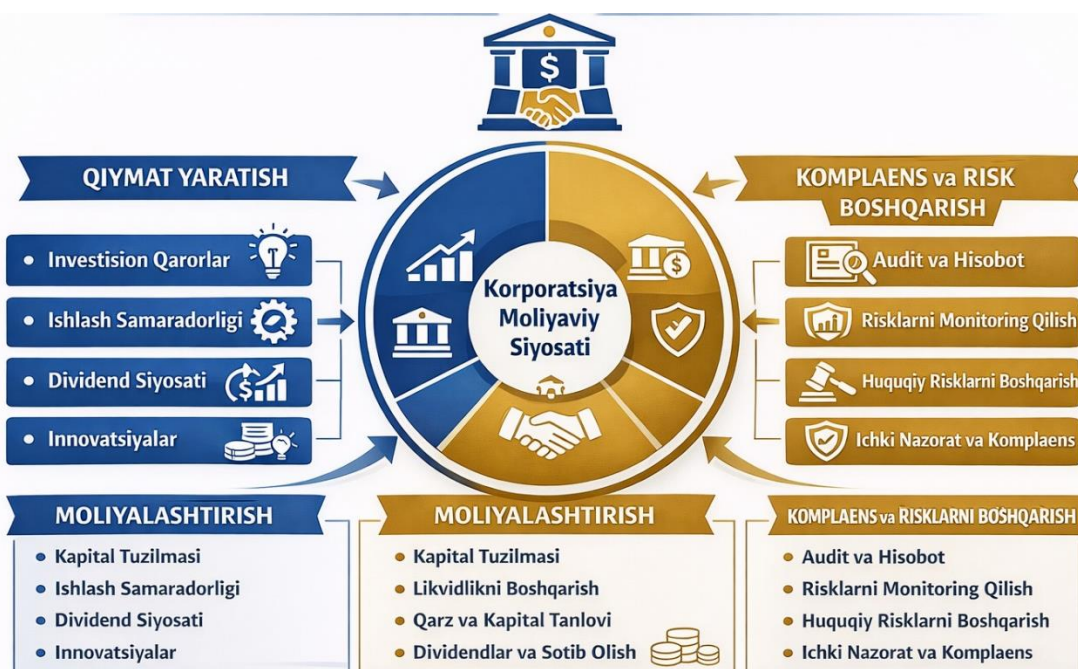 $
QIYMAT YARATISH
• Investision Qarorlar
• Ishlash Samaradorligi
• Dividend Siyosati
$
• Innovatsiyalar
Korporatsiya
Moliyaviy
Siyosati
$
KOMPLAENS va RISK
BOSHQARISH
Audit va Hisobot
Risklarni Monitoring Qilish
Huquqiy Risklarni Boshqarish
Ichki Nazorat va Komplaens
MOLIYALASHTIRISH
• Kapital Tuzilmasi
• Ishlash Samaradorligi
• Dividend Siyosati
• Innovatsiyalar
MOLIYALASHTIRISH
• Kapital Tuzilmasi
• Likvidlikni Boshqarish
• Qarz va Kapital Tanlovi
• Dividendlar va Sotib Olish
KOMPLAENS va RISKLARNI BOSHQARISH
• Audit va Hisobot
• Risklarni Monitoring Qilish
• Huquqiy Risklarni Boshqarish
• Ichki Nazorat va Komplaens